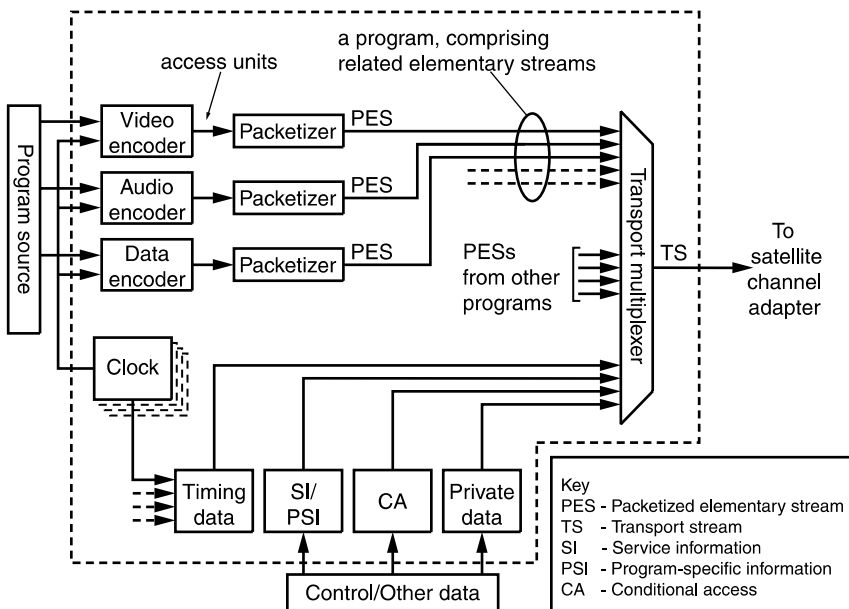 a program, comprising
related elementary streams
access units
Program source
Video
encoder
Packetizer
PES
Audio
encoder
Packetizer
PES
Data
encoder
Packetizer
PES
PESs
from other
programs
Transport multiplexer
TS
To
satellite
channel
adapter
Clock
Timing
data
SI/
PSI
CA
Private
data
Control/Other data
Key
PES - Packetized elementary stream
TS - Transport stream
SI - Service information
PSI - Program-specific information
CA - Conditional access